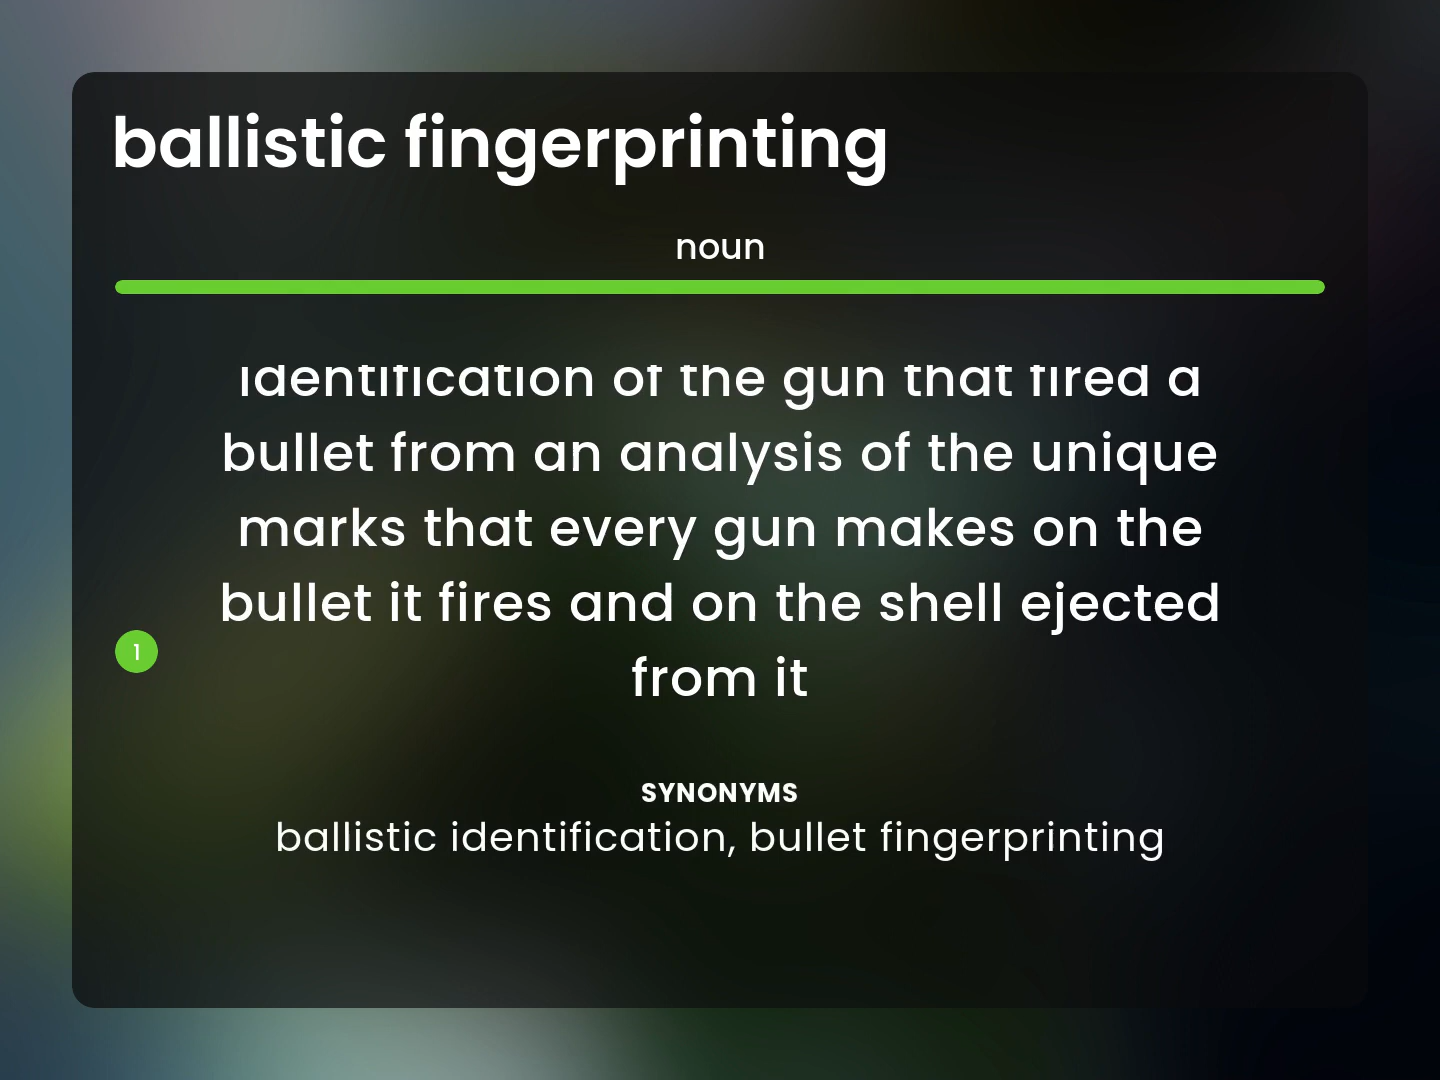 ballistic fingerprinting
noun
identification of the gun that fired a
bullet from an analysis of the unique
marks that every gun makes on the
bullet it fires and on the shell ejected
1
from it
SYNONYMS
ballistic identification, bullet fingerprinting